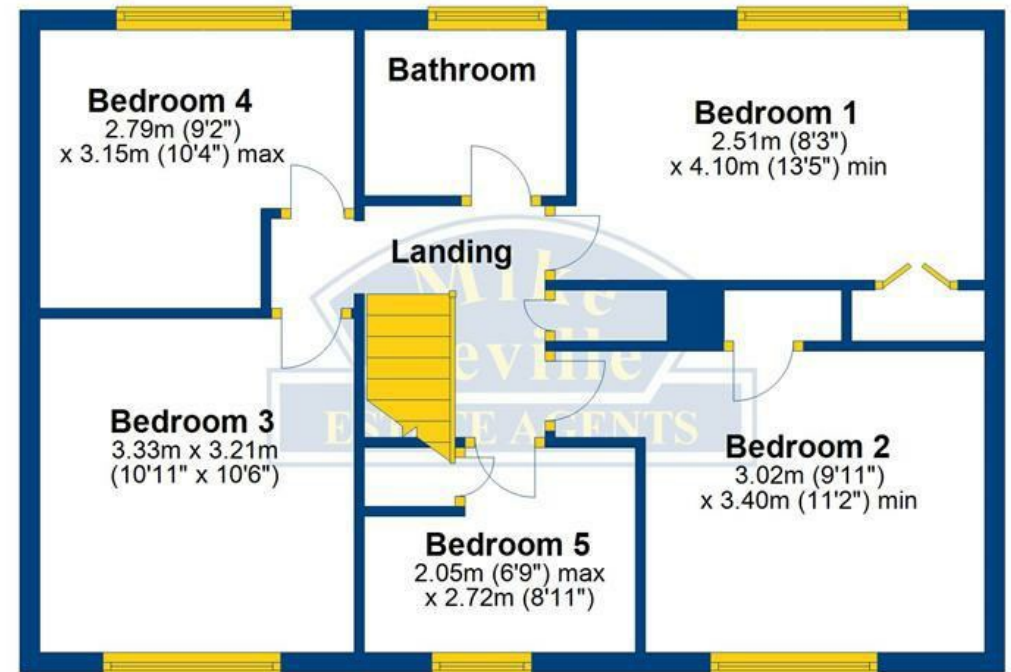 Bedroom 4
2.79m (9'2")
x 3.15m (10'4") max
Bathroom
Bedroom 1
2.51m (8'3")
x 4.10m (13'5") min
Landing
Mike
Neville
ESTATE AGENTS
Bedroom 3
3.33m x 3.21m
(10'11" x 10'6")
Bedroom 2
3.02m (9'11")
x 3.40m (11'2") min
Bedroom 5
2.05m (6'9") max
x 2.72m (8'11")